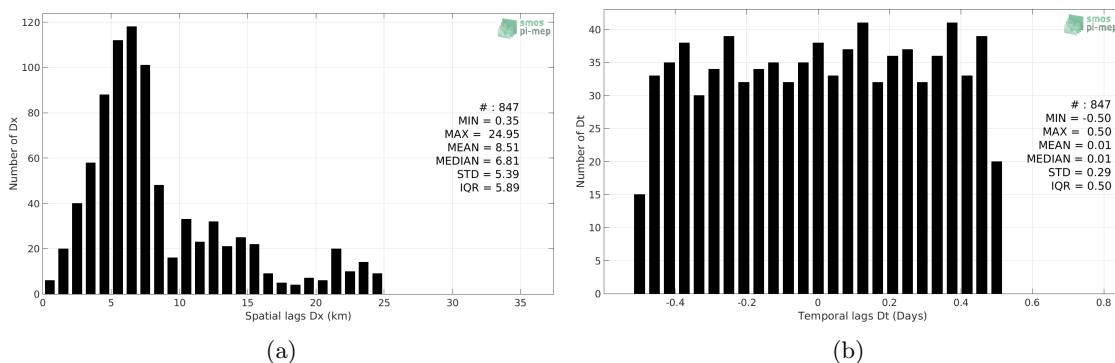 120
100
80
60
40
20
0
Number of Dx
smos
pi-mep
# : 847
MIN = 0.35
MAX = 24.95
MEAN = 8.51
MEDIAN = 6.81
STD = 5.39
IQR = 5.89
0 5 10 15 20 25 30 35
Spatial lags Dx (km)
(a)
40
35
30
25
20
15
10
5
0
Number of Dt
smos
pi-mep
# : 847
MIN = -0.50
MAX = 0.50
MEAN = 0.01
MEDIAN = 0.01
STD = 0.29
IQR = 0.50
-0.4 -0.2 0 0.2 0.4 0.6 0.8
Temporal lags Dt (Days)
(b)